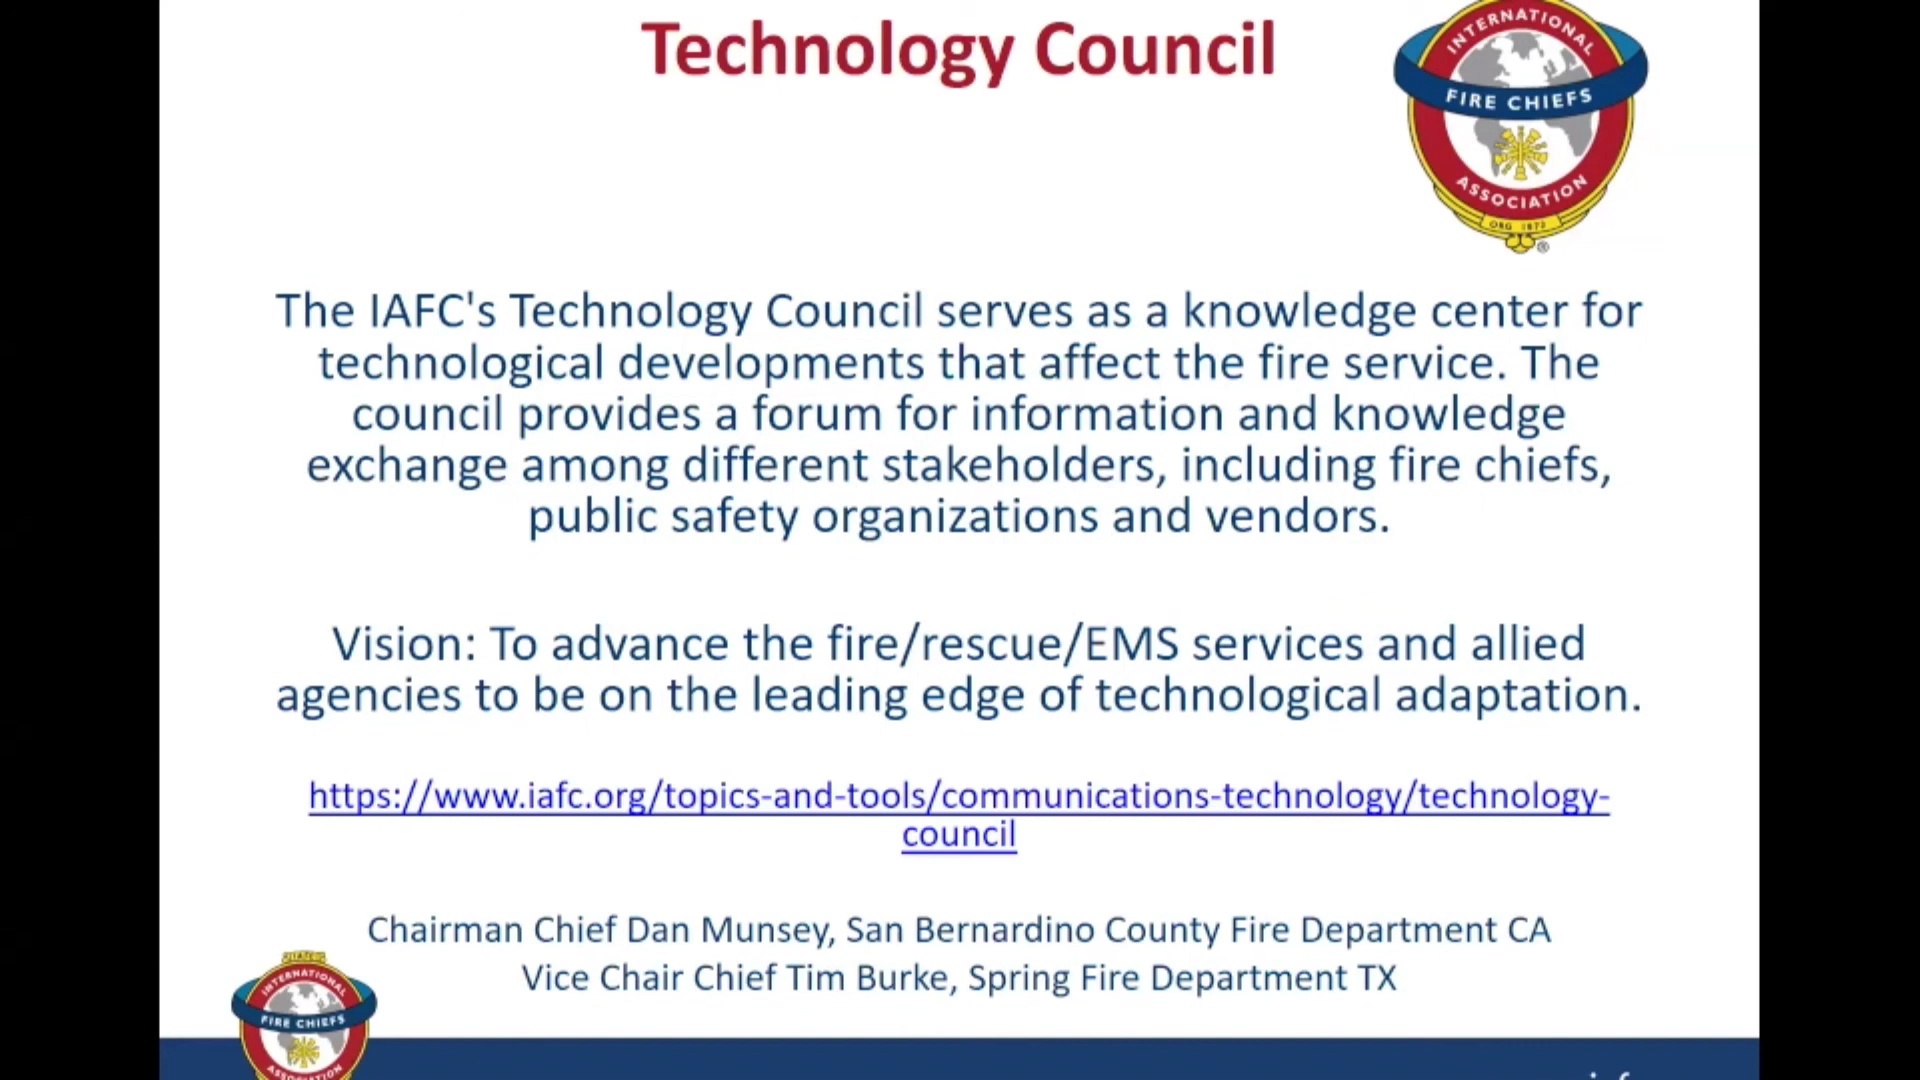 Technology Council
INTERNATIONAL
FIRE CHIEFS
ASSOCIATION
ORG 1873
®
The IAFC's Technology Council serves as a knowledge center for
technological developments that affect the fire service. The
council provides a forum for information and knowledge
exchange among different stakeholders, including fire chiefs,
public safety organizations and vendors.
Vision: To advance the fire/rescue/EMS services and allied
agencies to be on the leading edge of technological adaptation.
https://www.iafc.org/topics-and-tools/communications-technology/technology-
council
Chairman Chief Dan Munsey, San Bernardino County Fire Department CA
Vice Chair Chief Tim Burke, Spring Fire Department TX
INTERNATIONAL
FIRE CHIEFS
ASSOCIATION